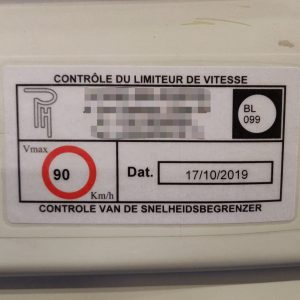 CONTRÔLE DU LIMITEUR DE VITESSE
BL
099
Vmax
90
Km/h
Dat. 17/10/2019
CONTROLE VAN DE SNELHEIDSBEGRENZER